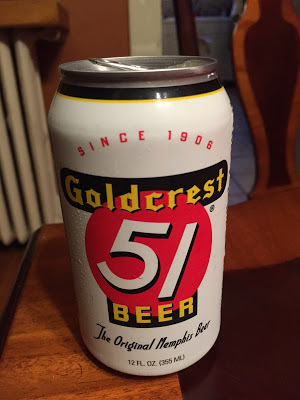 SINCE 1906
Goldcrest
51
®
BEER
The Original Memphis Beer
12 FL. OZ. (355 ML)